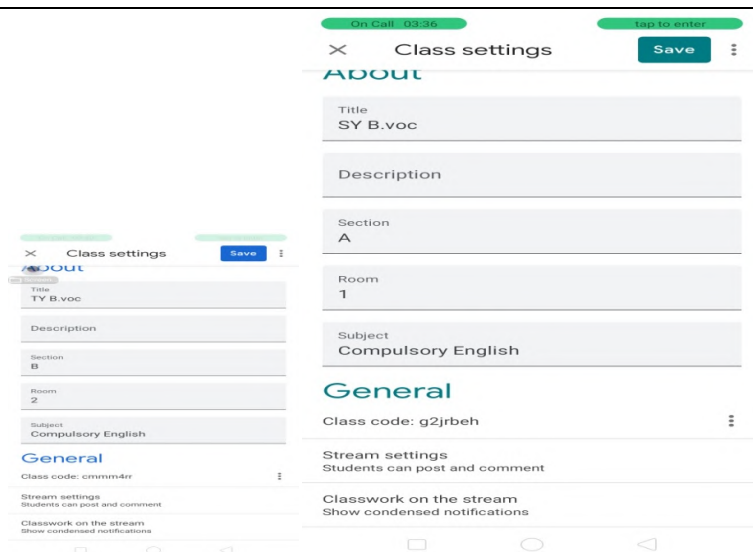 Class settings
Save
About
Title
TY B.voc
Description
Section
B
Room
2
Subject
Compulsory English
General
Class code: cmmm4rr
Stream settings
Students can post and comment
Classwork on the stream
Show condensed notifications
On Call 03:36
tap to enter
Class settings
Save
About
Title
SY B.voc
Description
Section
A
Room
1
Subject
Compulsory English
General
Class code: g2jrbeh
Stream settings
Students can post and comment
Classwork on the stream
Show condensed notifications